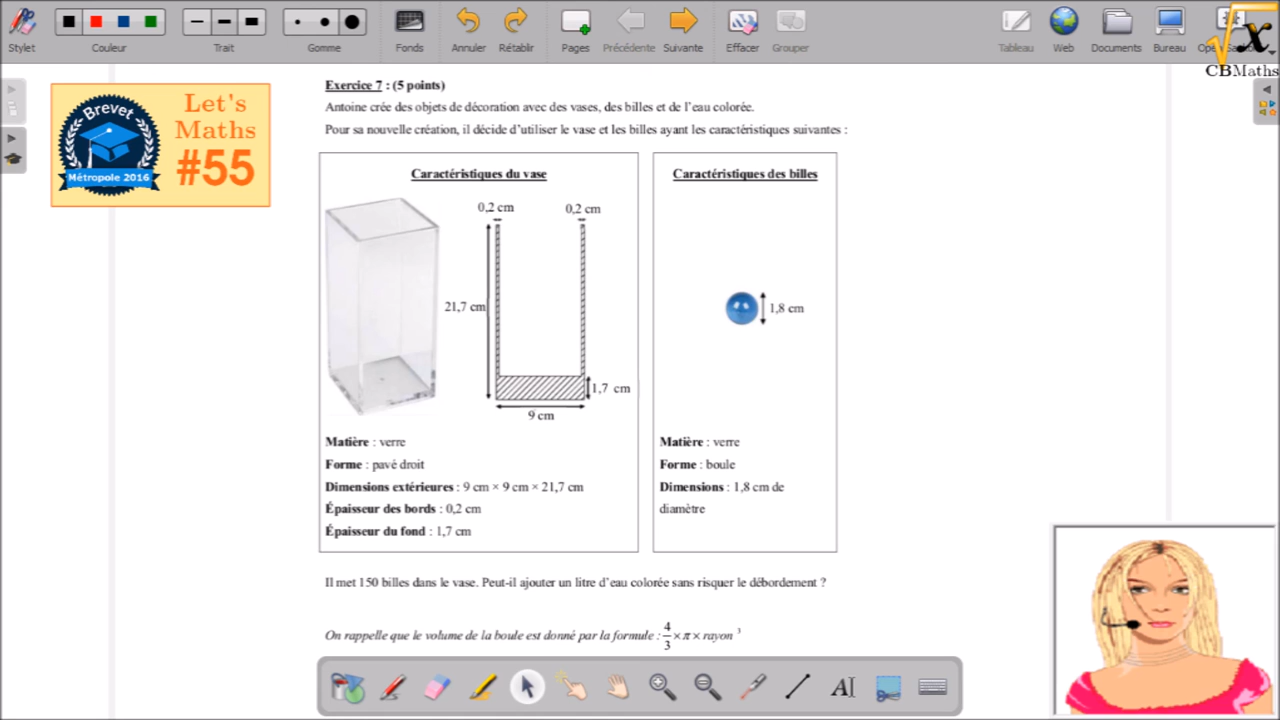 Stylet
Couleur
Trait
Gomme
Fonds
Annuler
Rétablir
Pages
Précédente
Suivante
Effacer
Grouper
Tableau
Web
Documents
Bureau
CBMaths
Brevet
Métropole 2016
Let's
Maths
#55
Exercice 7 : (5 points)
Antoine crée des objets de décoration avec des vases, des billes et de l'eau colorée.
Pour sa nouvelle création, il décide d'utiliser le vase et les billes ayant les caractéristiques suivantes :
Caractéristiques du vase
0,2 cm
0,2 cm
21,7 cm
1,7 cm
9 cm
Matière : verre
Forme : pavé droit
Dimensions extérieures : 9 cm × 9 cm × 21,7 cm
Épaisseur des bords : 0,2 cm
Épaisseur du fond : 1,7 cm
Caractéristiques des billes
1,8 cm
Matière : verre
Forme : boule
Dimensions : 1,8 cm de
diamètre
Il met 150 billes dans le vase. Peut-il ajouter un litre d'eau colorée sans risquer le débordement ?
On rappelle que le volume de la boule est donné par la formule : 4/3 × π × rayon ³
AI